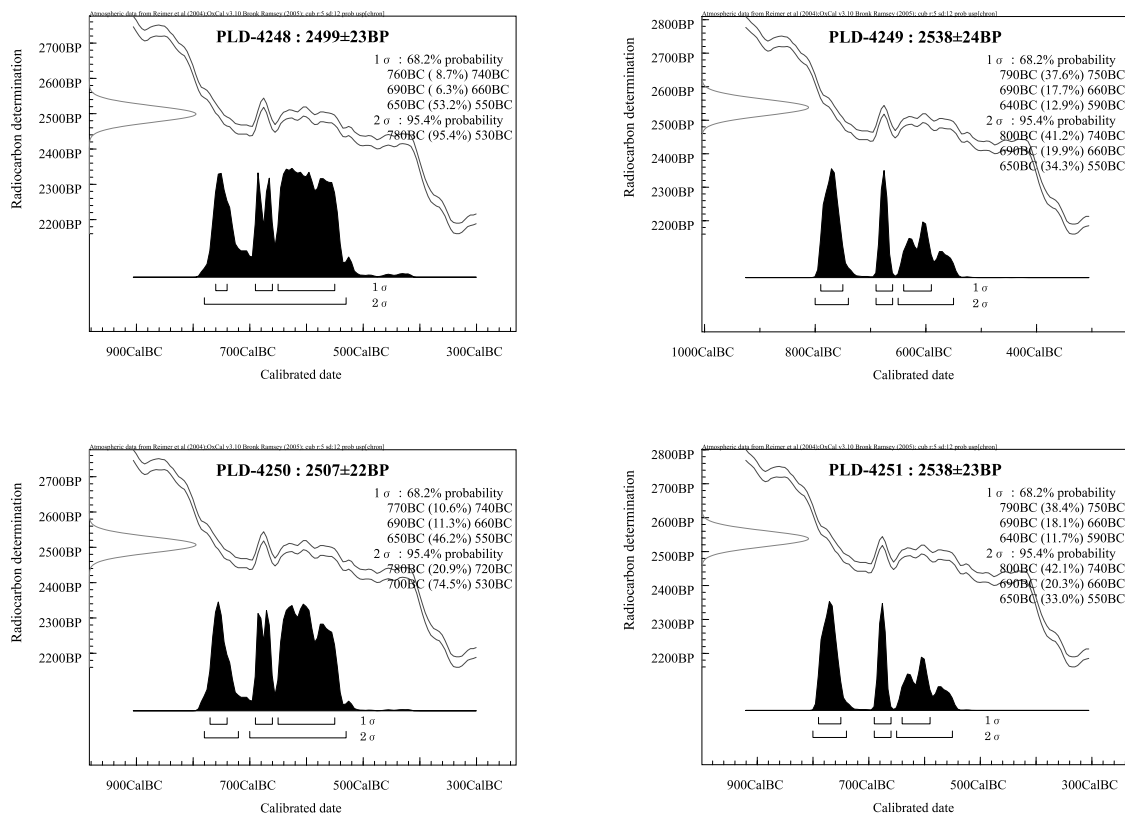 Atmospheric data from Reimer et al (2004);OxCal v3.10 Bronk Ramsey (2005); cub r:5 sd:12 prob usp[chron]
PLD-4248 : 2499±23BP
1 σ : 68.2% probability
760BC ( 8.7%) 740BC
690BC ( 6.3%) 660BC
650BC (53.2%) 550BC
2 σ : 95.4% probability
780BC (95.4%) 530BC
Radiocarbon determination
2700BP
2600BP
2500BP
2400BP
2300BP
2200BP
1 σ
2 σ
900CalBC 700CalBC 500CalBC 300CalBC
Calibrated date
Atmospheric data from Reimer et al (2004);OxCal v3.10 Bronk Ramsey (2005); cub r:5 sd:12 prob usp[chron]
PLD-4249 : 2538±24BP
1 σ : 68.2% probability
790BC (37.6%) 750BC
690BC (17.7%) 660BC
640BC (12.9%) 590BC
2 σ : 95.4% probability
800BC (41.2%) 740BC
690BC (19.9%) 660BC
650BC (34.3%) 550BC
Radiocarbon determination
2800BP
2700BP
2600BP
2500BP
2400BP
2300BP
2200BP
1 σ
2 σ
1000CalBC 800CalBC 600CalBC 400CalBC
Calibrated date
Atmospheric data from Reimer et al (2004);OxCal v3.10 Bronk Ramsey (2005); cub r:5 sd:12 prob usp[chron]
PLD-4250 : 2507±22BP
1 σ : 68.2% probability
770BC (10.6%) 740BC
690BC (11.3%) 660BC
650BC (46.2%) 550BC
2 σ : 95.4% probability
780BC (20.9%) 720BC
700BC (74.5%) 530BC
Radiocarbon determination
2700BP
2600BP
2500BP
2400BP
2300BP
2200BP
1 σ
2 σ
900CalBC 700CalBC 500CalBC 300CalBC
Calibrated date
Atmospheric data from Reimer et al (2004);OxCal v3.10 Bronk Ramsey (2005); cub r:5 sd:12 prob usp[chron]
PLD-4251 : 2538±23BP
1 σ : 68.2% probability
790BC (38.4%) 750BC
690BC (18.1%) 660BC
640BC (11.7%) 590BC
2 σ : 95.4% probability
800BC (42.1%) 740BC
690BC (20.3%) 660BC
650BC (33.0%) 550BC
Radiocarbon determination
2800BP
2700BP
2600BP
2500BP
2400BP
2300BP
2200BP
1 σ
2 σ
900CalBC 700CalBC 500CalBC 300CalBC
Calibrated date